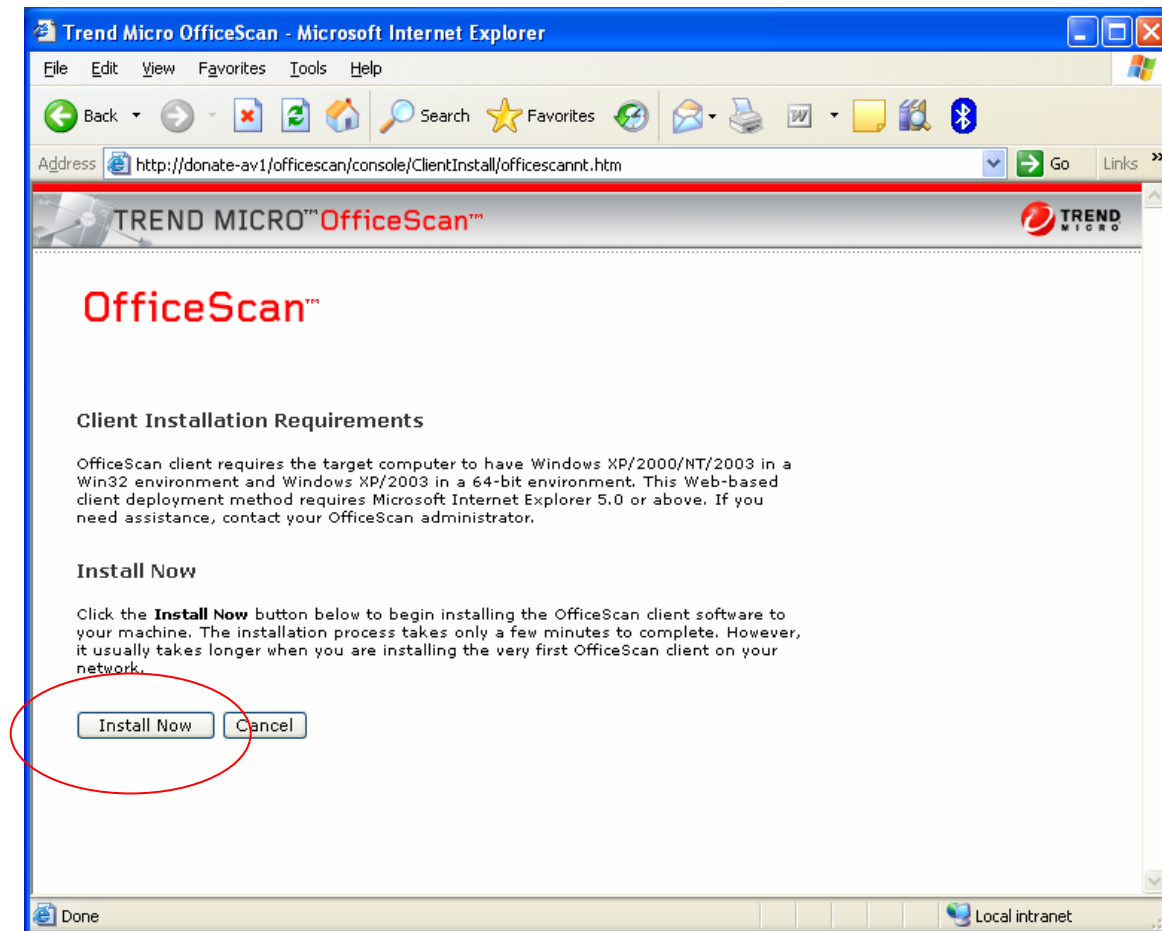 Trend Micro OfficeScan - Microsoft Internet Explorer
File Edit View Favorites Tools Help
Back Search Favorites
Address http://donate-av1/officescan/console/ClientInstall/officescannt.htm Go Links »
TREND MICRO™ OfficeScan™ TREND MICRO
OfficeScan™
Client Installation Requirements
OfficeScan client requires the target computer to have Windows XP/2000/NT/2003 in a
Win32 environment and Windows XP/2003 in a 64-bit environment. This Web-based
client deployment method requires Microsoft Internet Explorer 5.0 or above. If you
need assistance, contact your OfficeScan administrator.
Install Now
Click the Install Now button below to begin installing the OfficeScan client software to
your machine. The installation process takes only a few minutes to complete. However,
it usually takes longer when you are installing the very first OfficeScan client on your
network.
Install Now Cancel
Done Local intranet